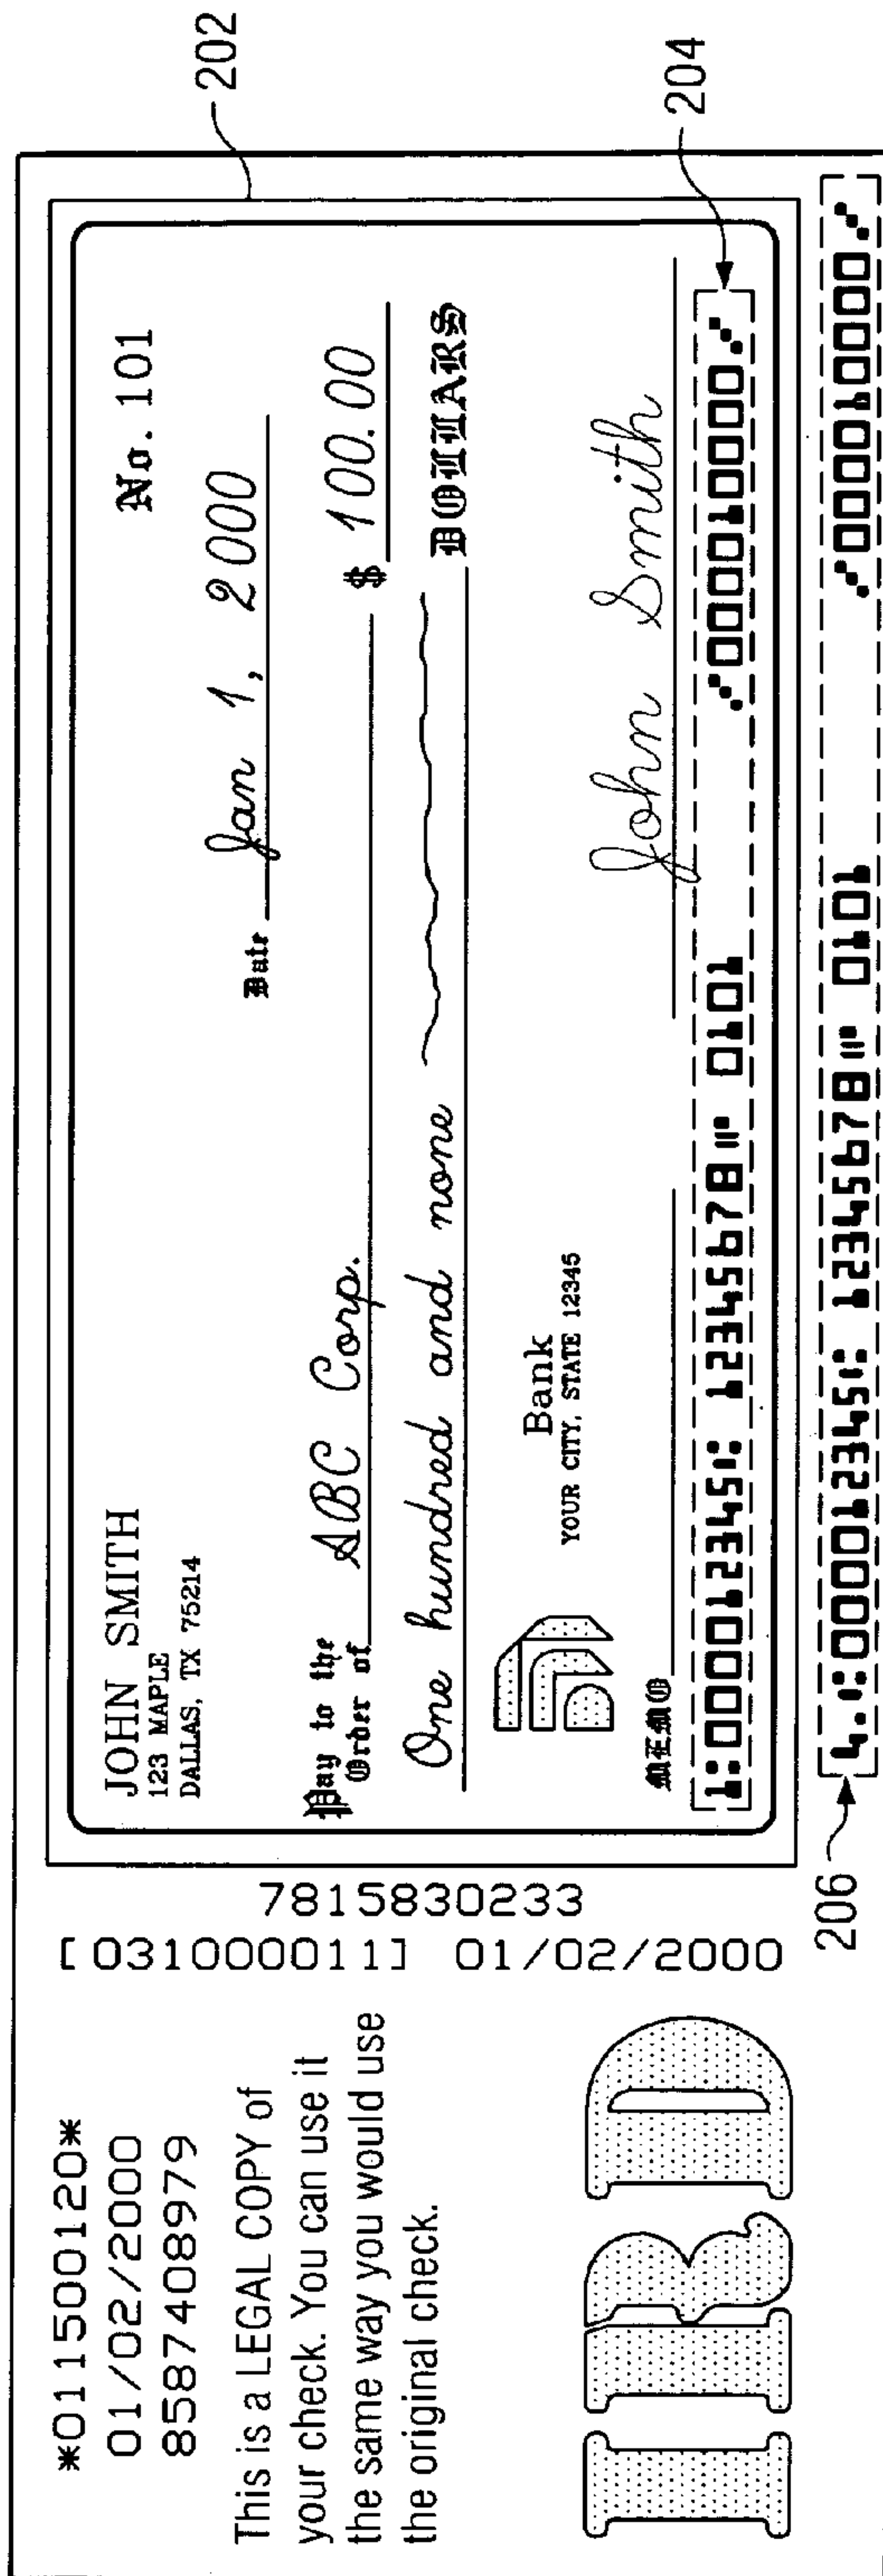 *011500120*
01/02/2000
8587408979
This is a LEGAL COPY of
your check. You can use it
the same way you would use
the original check.
IRD
[031000011] 01/02/2000
7815830233
JOHN SMITH
123 MAPLE
DALLAS, TX 75214
No. 101
Date Jan 1, 2000
Pay to the
Order of ABC Corp. $ 100.00
One hundred and none DOLLARS
Bank
YOUR CITY, STATE 12345
MEMO John Smith
⑆000012345⑆ 12345678⑈ 0101 ⑇000010000⑇
4⑆000012345⑆ 12345678⑈ 0101 ⑇000010000⑇
202
204
206